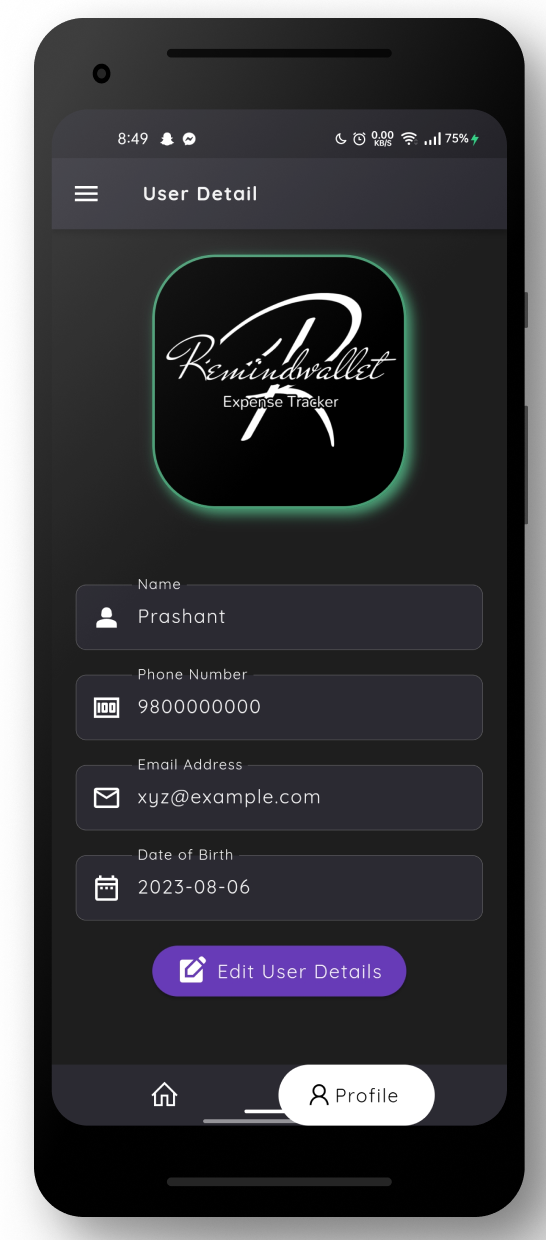 8:49
0.00
KB/S
75%
User Detail
Remindwallet
Expense Tracker
Name
Prashant
Phone Number
100
9800000000
Email Address
xyz@example.com
Date of Birth
2023-08-06
Edit User Details
Profile